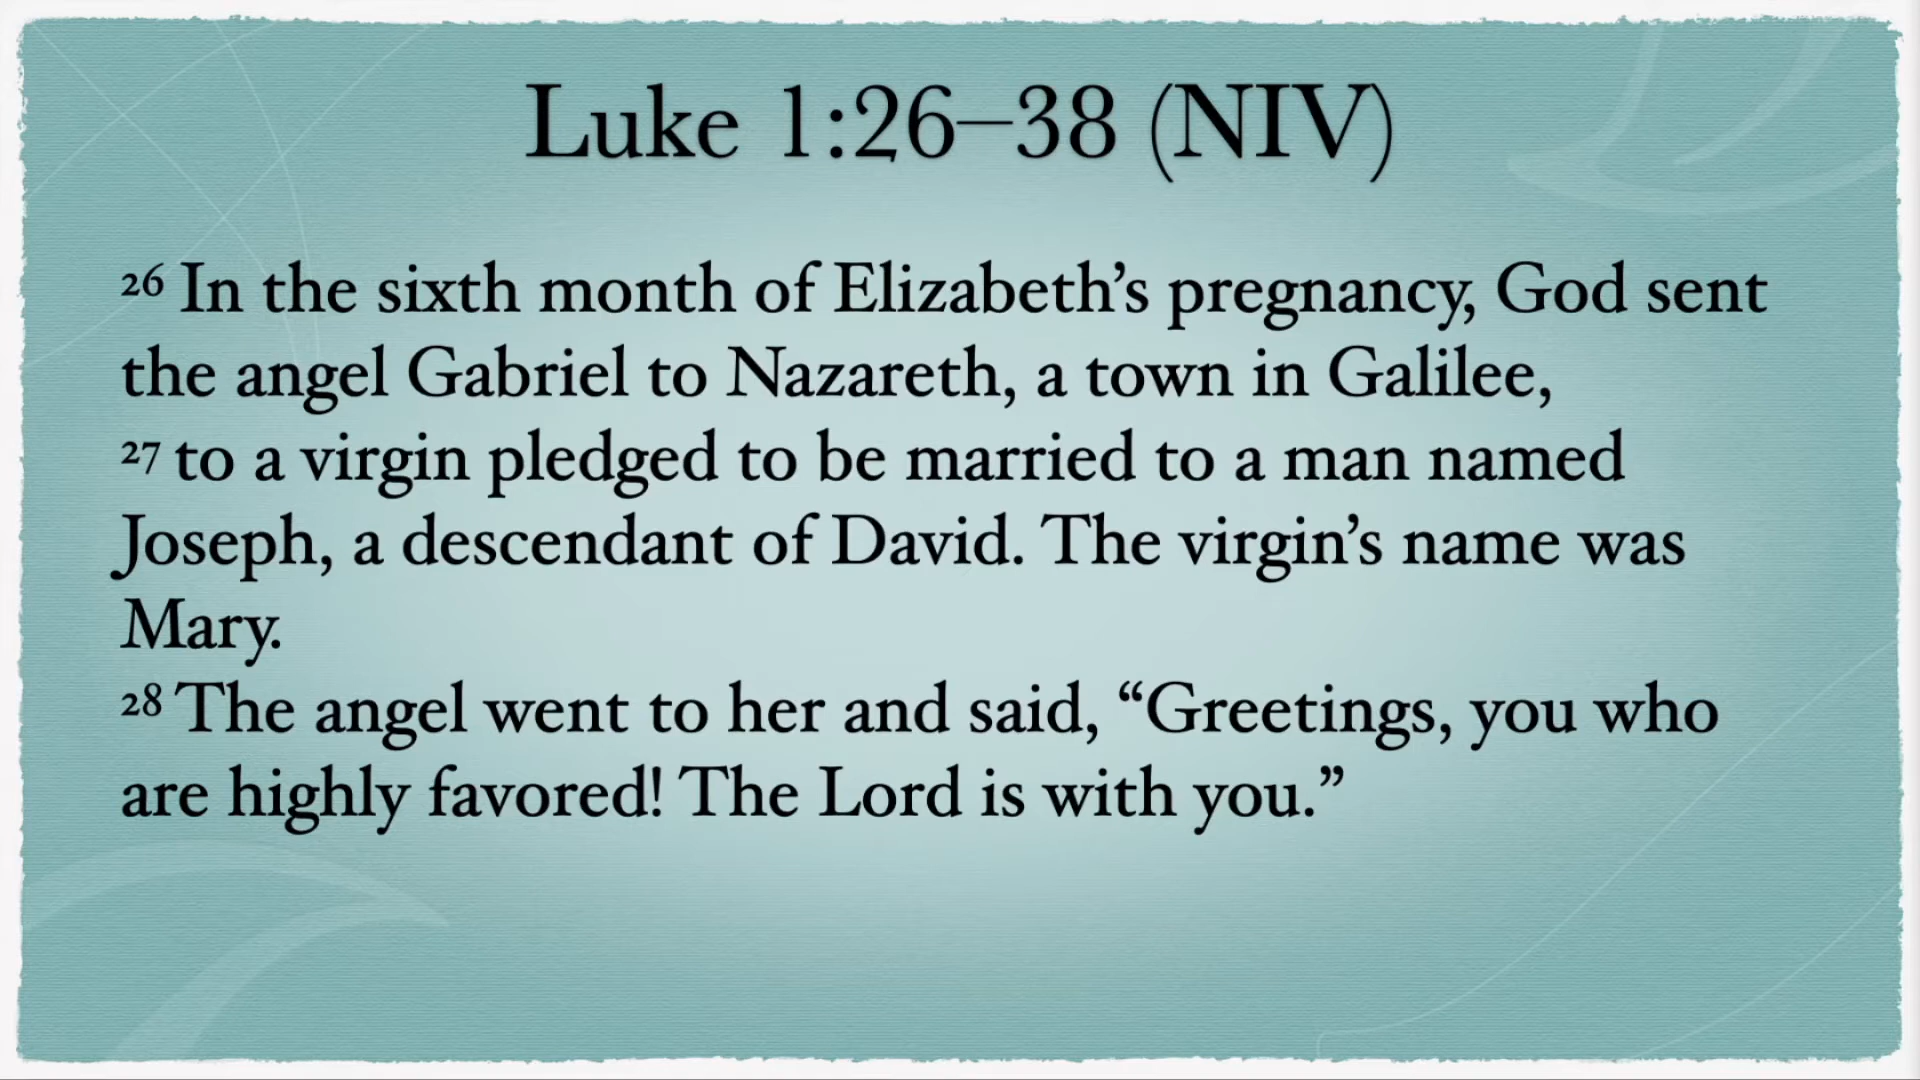 Luke 1:26–38 (NIV)
26 In the sixth month of Elizabeth’s pregnancy, God sent
the angel Gabriel to Nazareth, a town in Galilee,
27 to a virgin pledged to be married to a man named
Joseph, a descendant of David. The virgin’s name was
Mary.
28 The angel went to her and said, “Greetings, you who
are highly favored! The Lord is with you.”